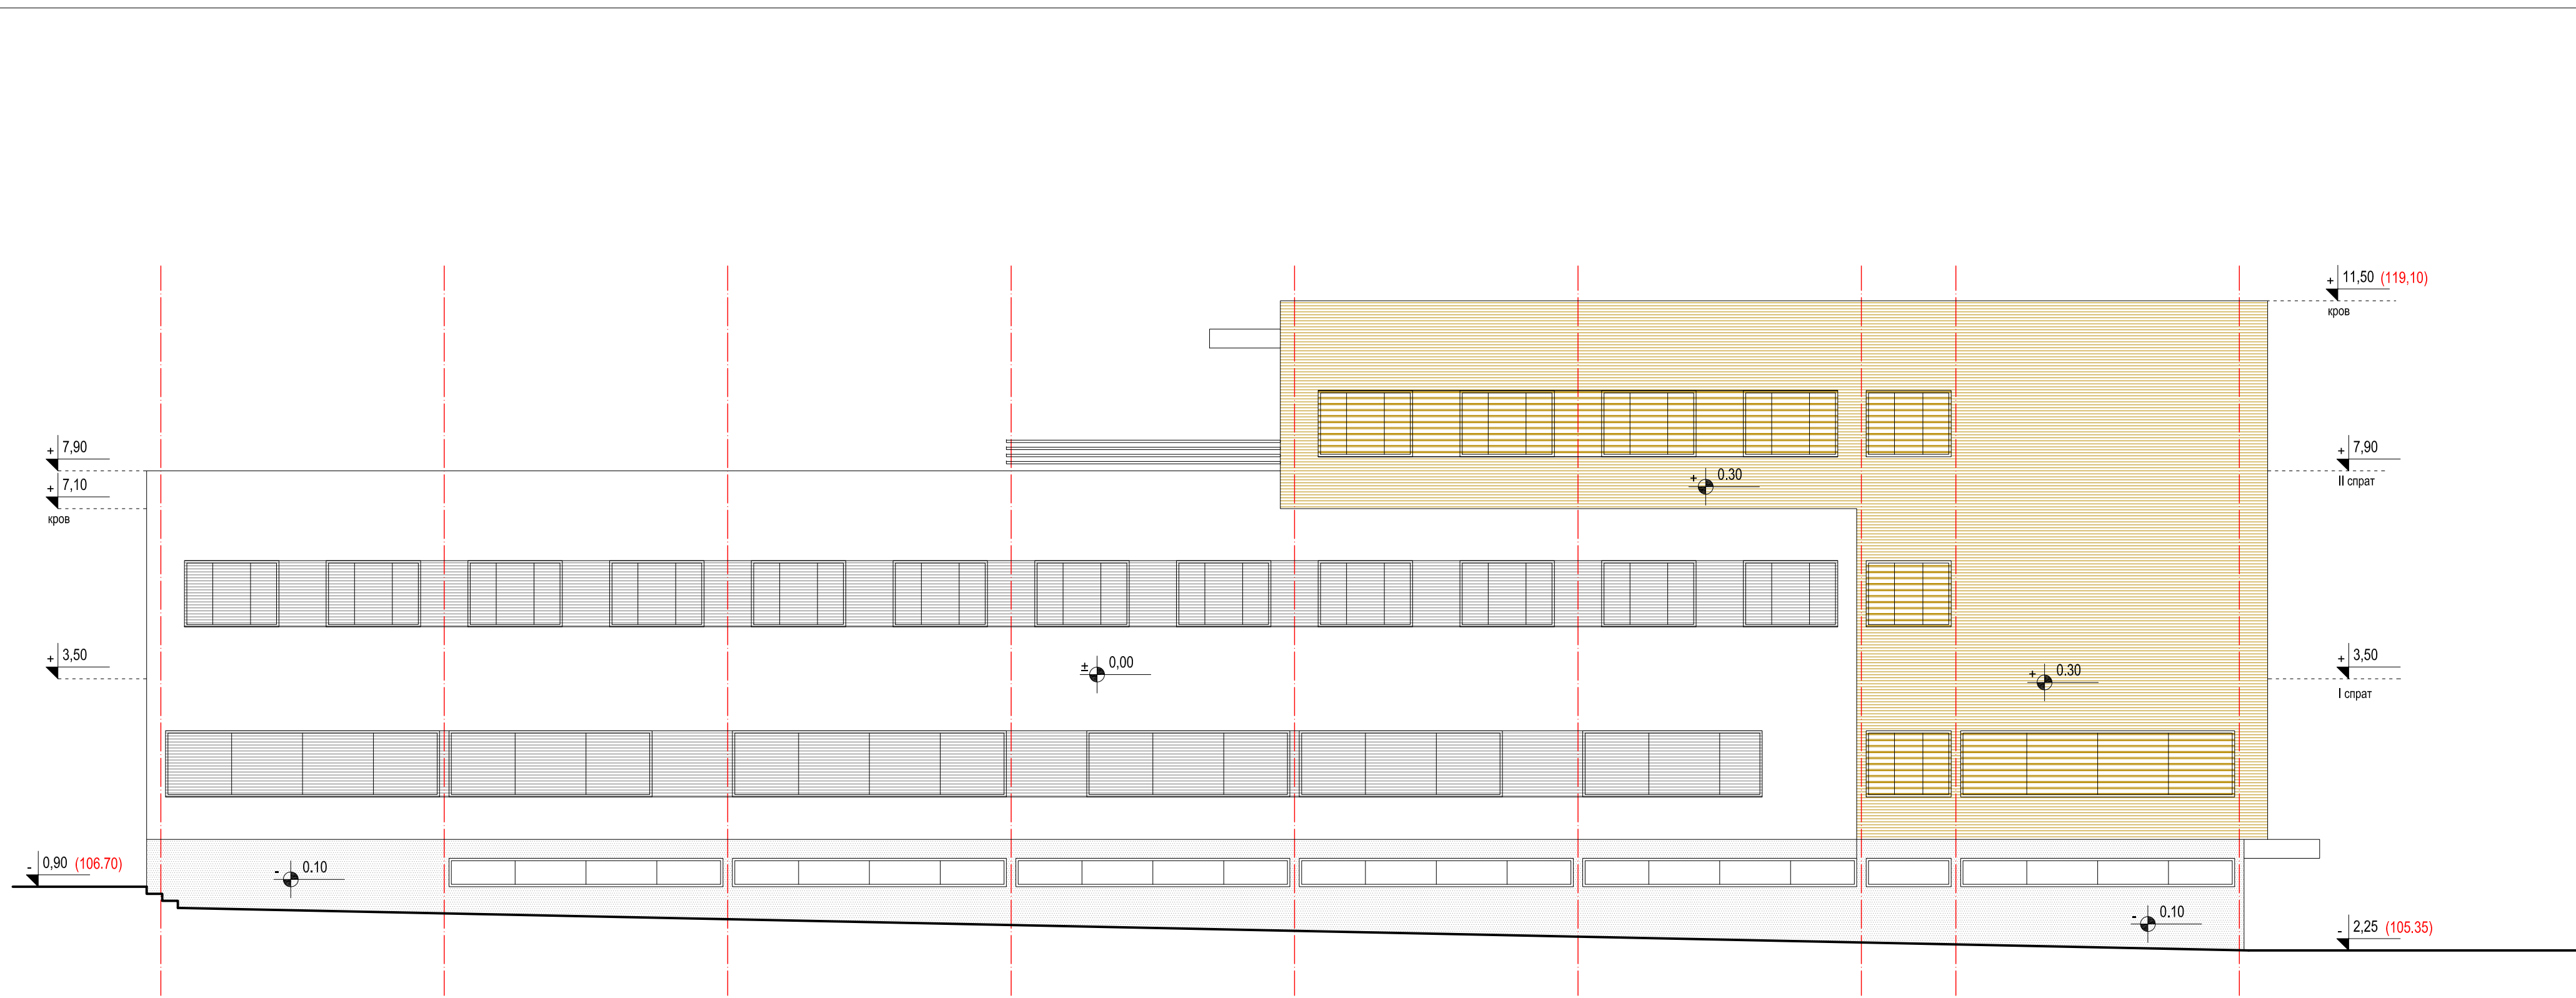 + 11,50 (119,10)
кров
+ 7,90
+ 7,90
II спрат
+ 7,10
кров
+ 0.30
+ 3,50
± 0,00
+ 0.30
+ 3,50
I спрат
- 0,90 (106.70)
- 0.10
- 0.10
- 2,25 (105.35)